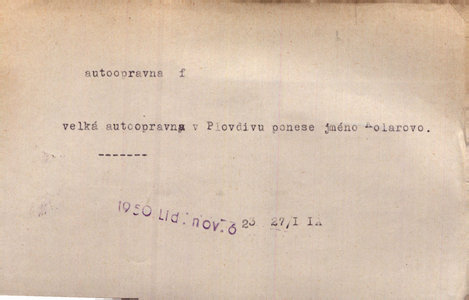 autoopravna f
velká autoopravna v Plovdivu ponese jméno Kolarovo.
-------
1950 Lid. nov. 6 23 27/I IA